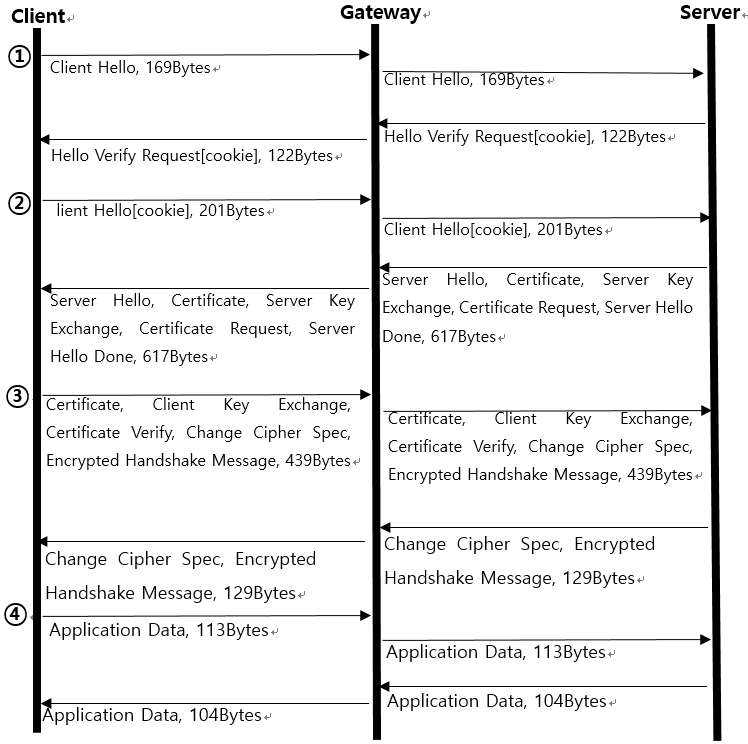 Client Gateway Server
①
Client Hello, 169Bytes
Client Hello, 169Bytes
Hello Verify Request[cookie], 122Bytes
Hello Verify Request[cookie], 122Bytes
②
lient Hello[cookie], 201Bytes
Client Hello[cookie], 201Bytes
Server Hello, Certificate, Server Key
Exchange, Certificate Request, Server Hello
Done, 617Bytes
Server Hello, Certificate, Server Key
Exchange, Certificate Request, Server
Hello Done, 617Bytes
③
Certificate, Client Key Exchange,
Certificate Verify, Change Cipher Spec,
Encrypted Handshake Message, 439Bytes
Certificate, Client Key Exchange,
Certificate Verify, Change Cipher Spec,
Encrypted Handshake Message, 439Bytes
Change Cipher Spec, Encrypted
Handshake Message, 129Bytes
Change Cipher Spec, Encrypted
Handshake Message, 129Bytes
④
Application Data, 113Bytes
Application Data, 113Bytes
Application Data, 104Bytes
Application Data, 104Bytes